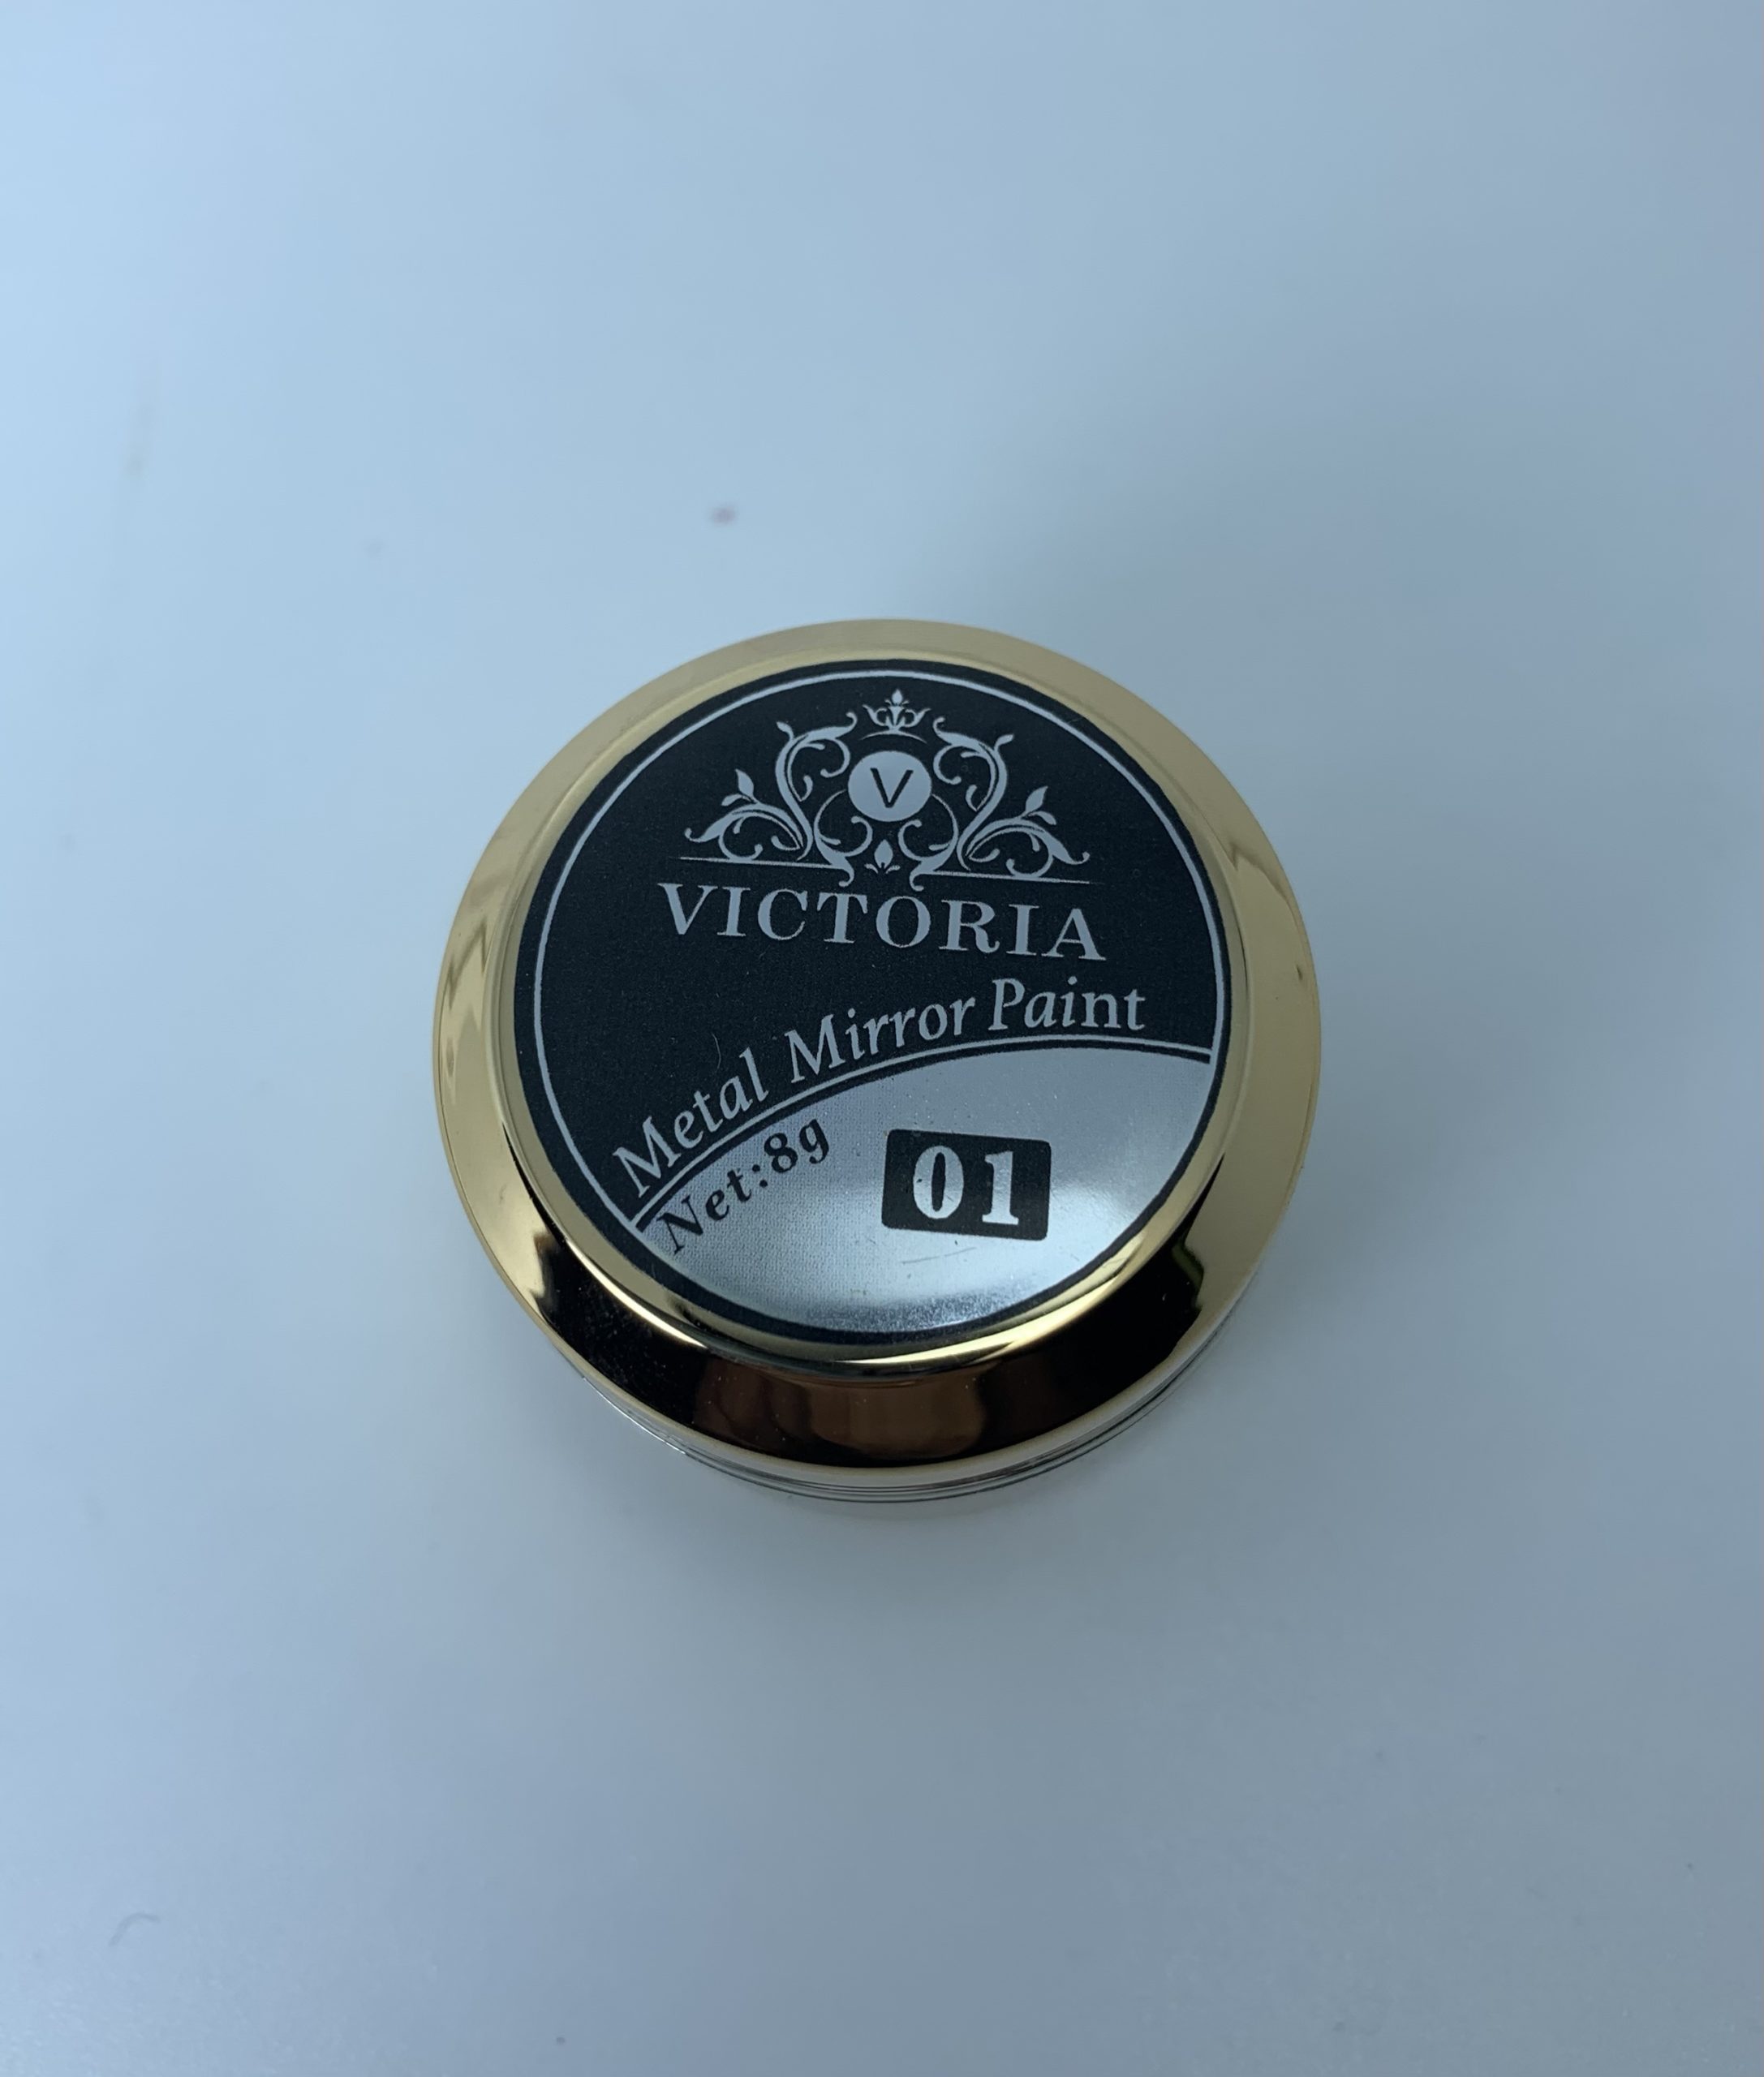 V
VICTORIA
Metal Mirror Paint
Net:8g
01